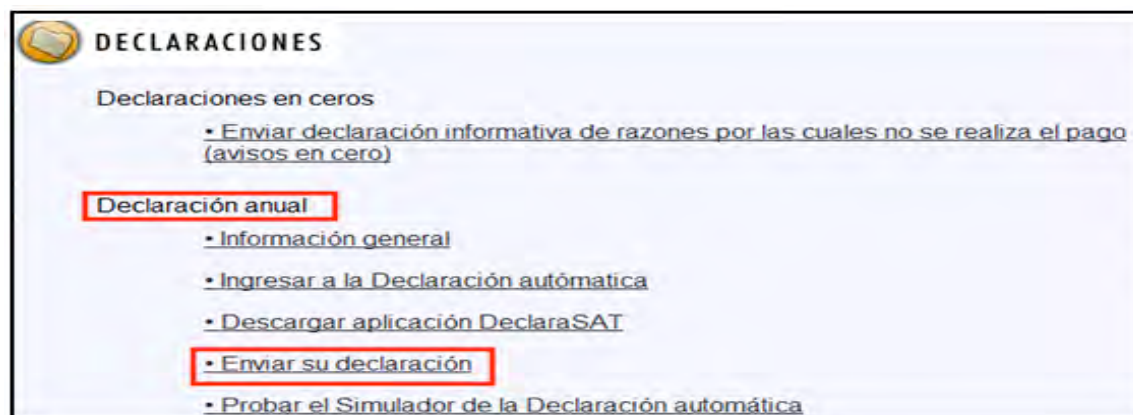 DECLARACIONES
Declaraciones en ceros
• Enviar declaración informativa de razones por las cuales no se realiza el pago
(avisos en cero)
Declaración anual
• Información general
• Ingresar a la Declaración autómatica
• Descargar aplicación DeclaraSAT
• Enviar su declaración
• Probar el Simulador de la Declaración automática